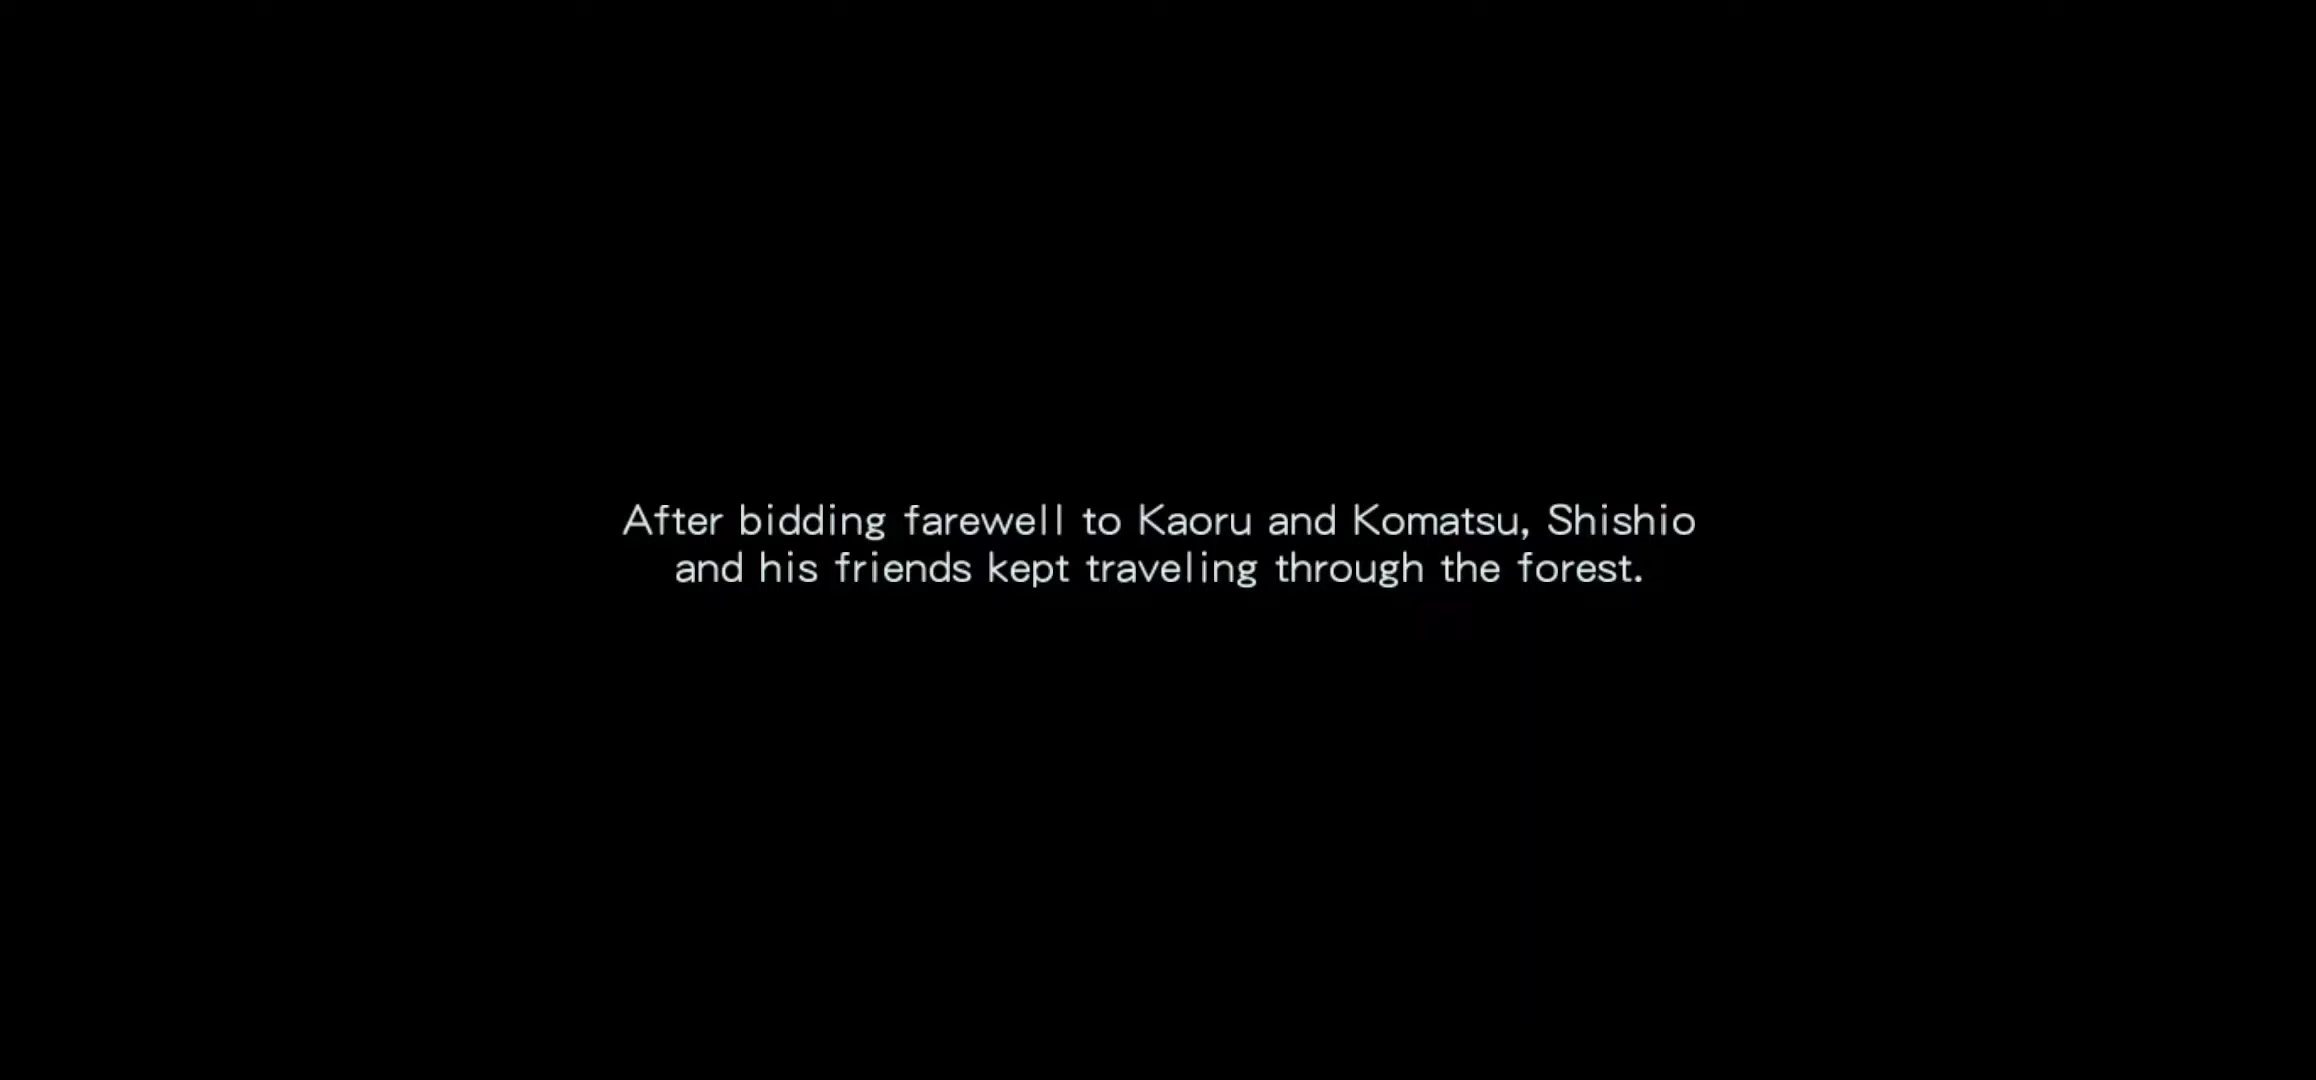 After bidding farewell to Kaoru and Komatsu, Shishio
and his friends kept traveling through the forest.